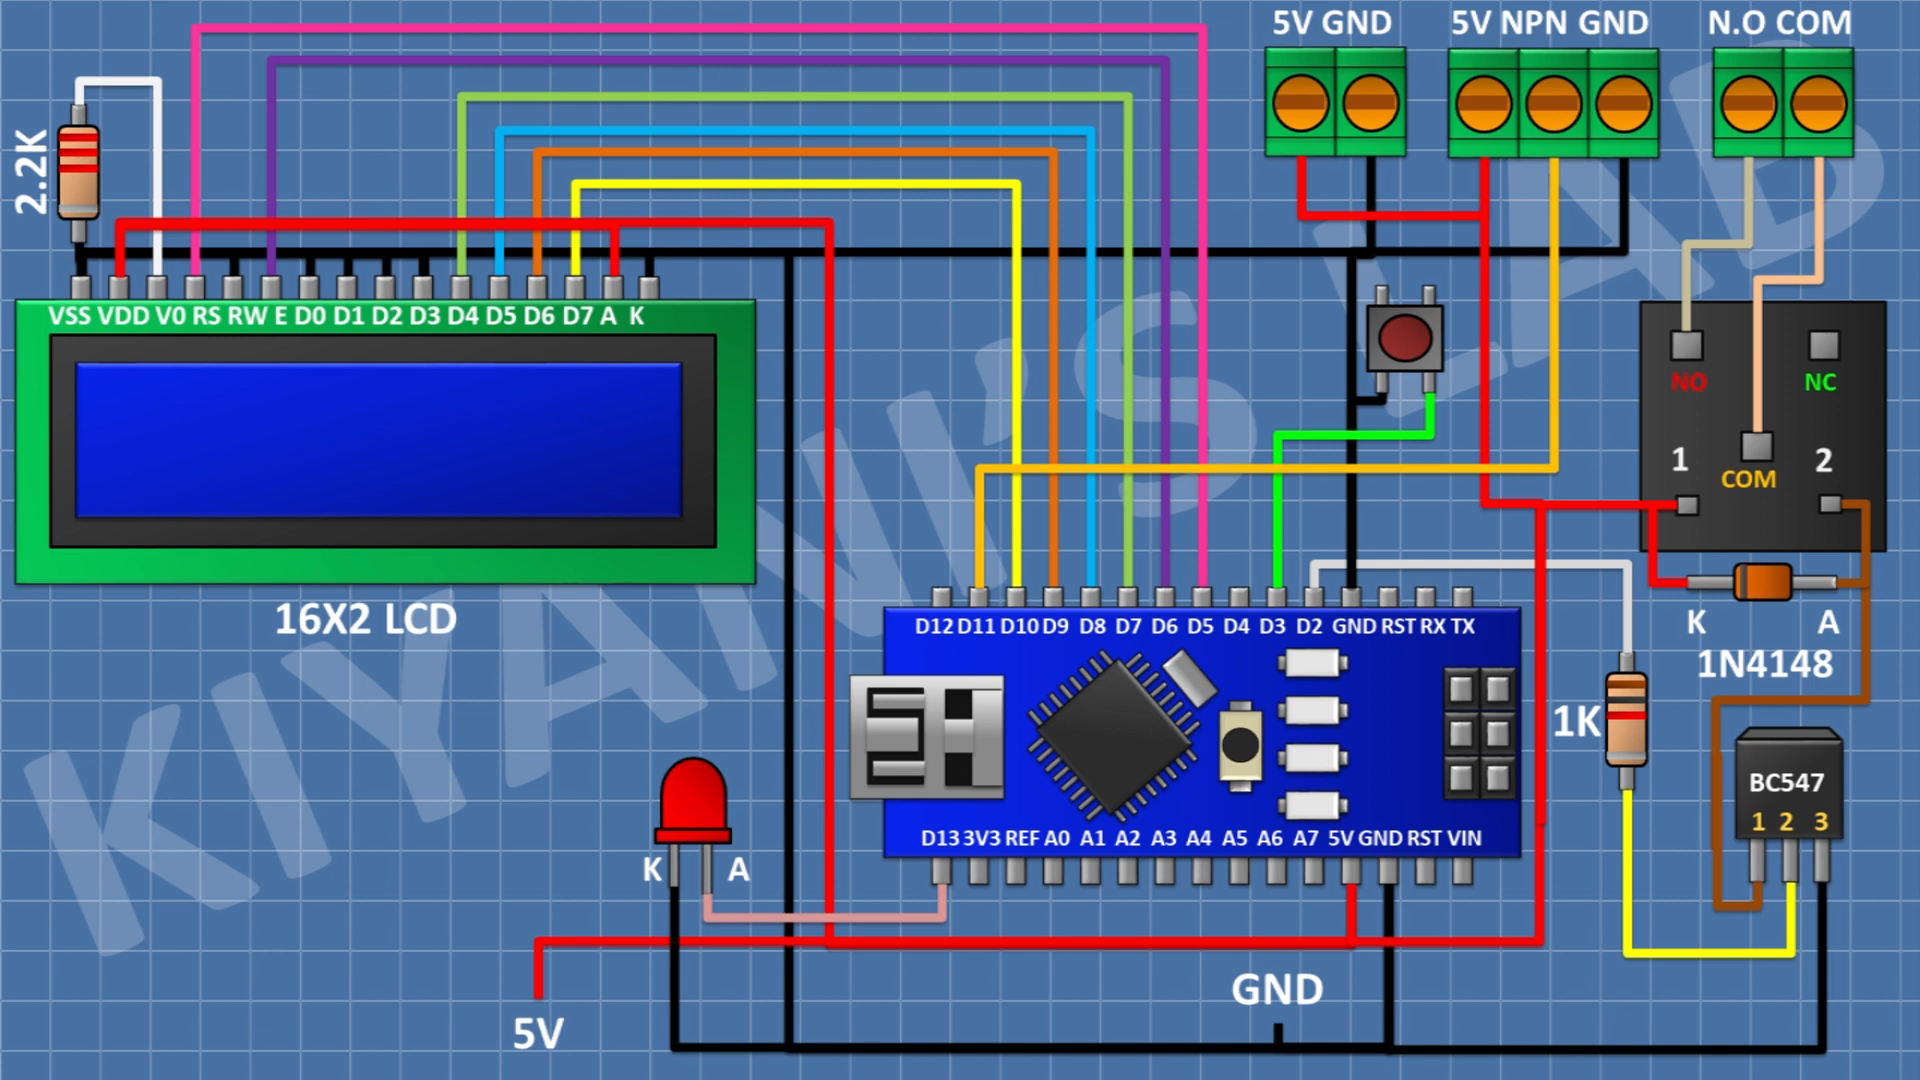 5V GND
5V NPN GND
N.O COM
2.2K
VSS VDD V0 RS RW E D0 D1 D2 D3 D4 D5 D6 D7 A K
16X2 LCD
NO
NC
1
2
COM
K
A
1N4148
D12 D11 D10 D9 D8 D7 D6 D5 D4 D3 D2 GND RST RX TX
1K
BC547
1 2 3
D13 3V3 REF A0 A1 A2 A3 A4 A5 A6 A7 5V GND RST VIN
K
A
GND
5V
KIYANI'S LAB